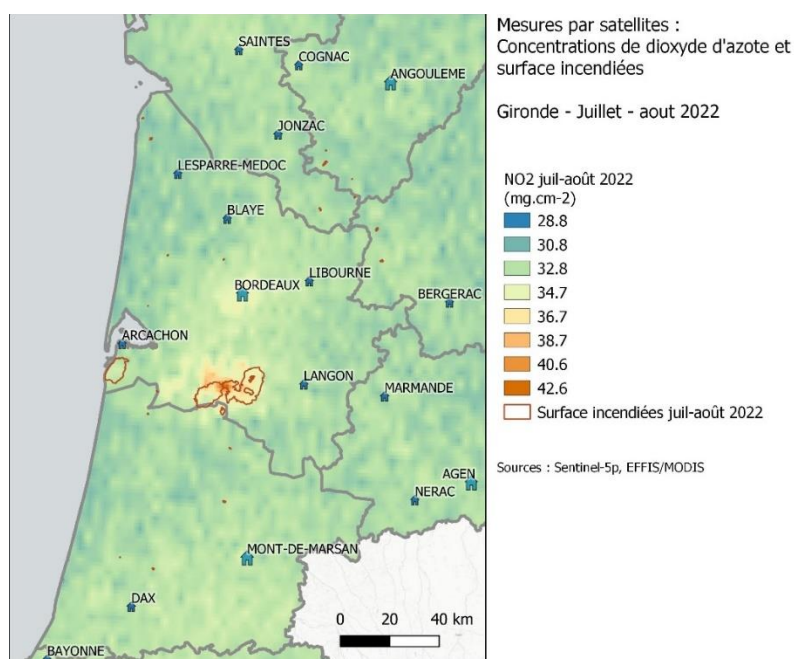 Mesures par satellites :
Concentrations de dioxyde d'azote et
surface incendiées
Gironde - Juillet - aout 2022
NO2 juil-août 2022
(mg.cm-2)
28.8
30.8
32.8
34.7
36.7
38.7
40.6
42.6
Surface incendiées juil-août 2022
Sources : Sentinel-5p, EFFIS/MODIS
SAINTES
COGNAC
ANGOULEME
JONZAC
LESPARRE-MEDOC
BLAYE
LIBOURNE
BORDEAUX
BERGERAC
ARCACHON
LANGON
MARMANDE
AGEN
NERAC
MONT-DE-MARSAN
DAX
BAYONNE
0 20 40 km